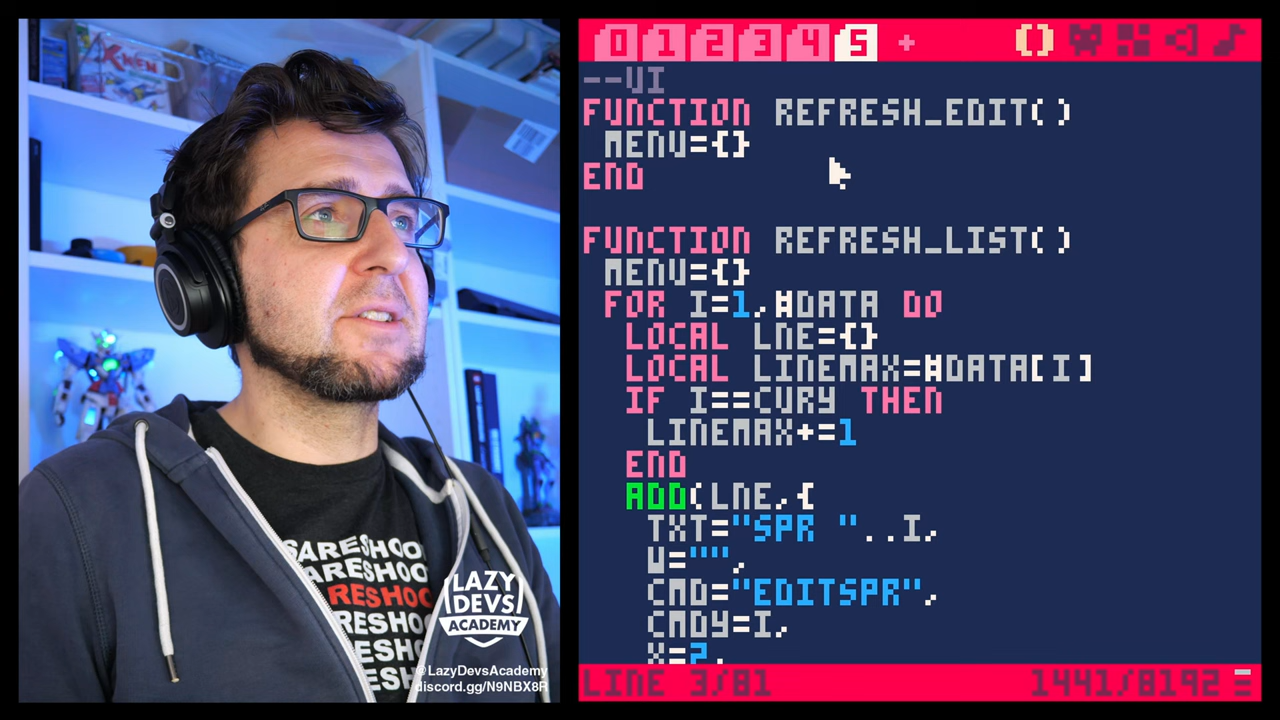 0 1 2 3 4 5 +
--UI
FUNCTION REFRESH_EDIT()
MENU={}
END
FUNCTION REFRESH_LIST()
MENU={}
FOR I=1,#DATA DO
LOCAL LNE={}
LOCAL LINEMAX=#DATA[I]
IF I==CURY THEN
LINEMAX+=1
END
ADD(LNE,{
TXT="SPR "..I,
W="",
CMD="EDITSPR",
CMDY=I,
X=2,
LINE 3/81 1441/8192
LAZY
DEVS
ACADEMY
@LazyDevsAcademy
discord.gg/N9NBX8R